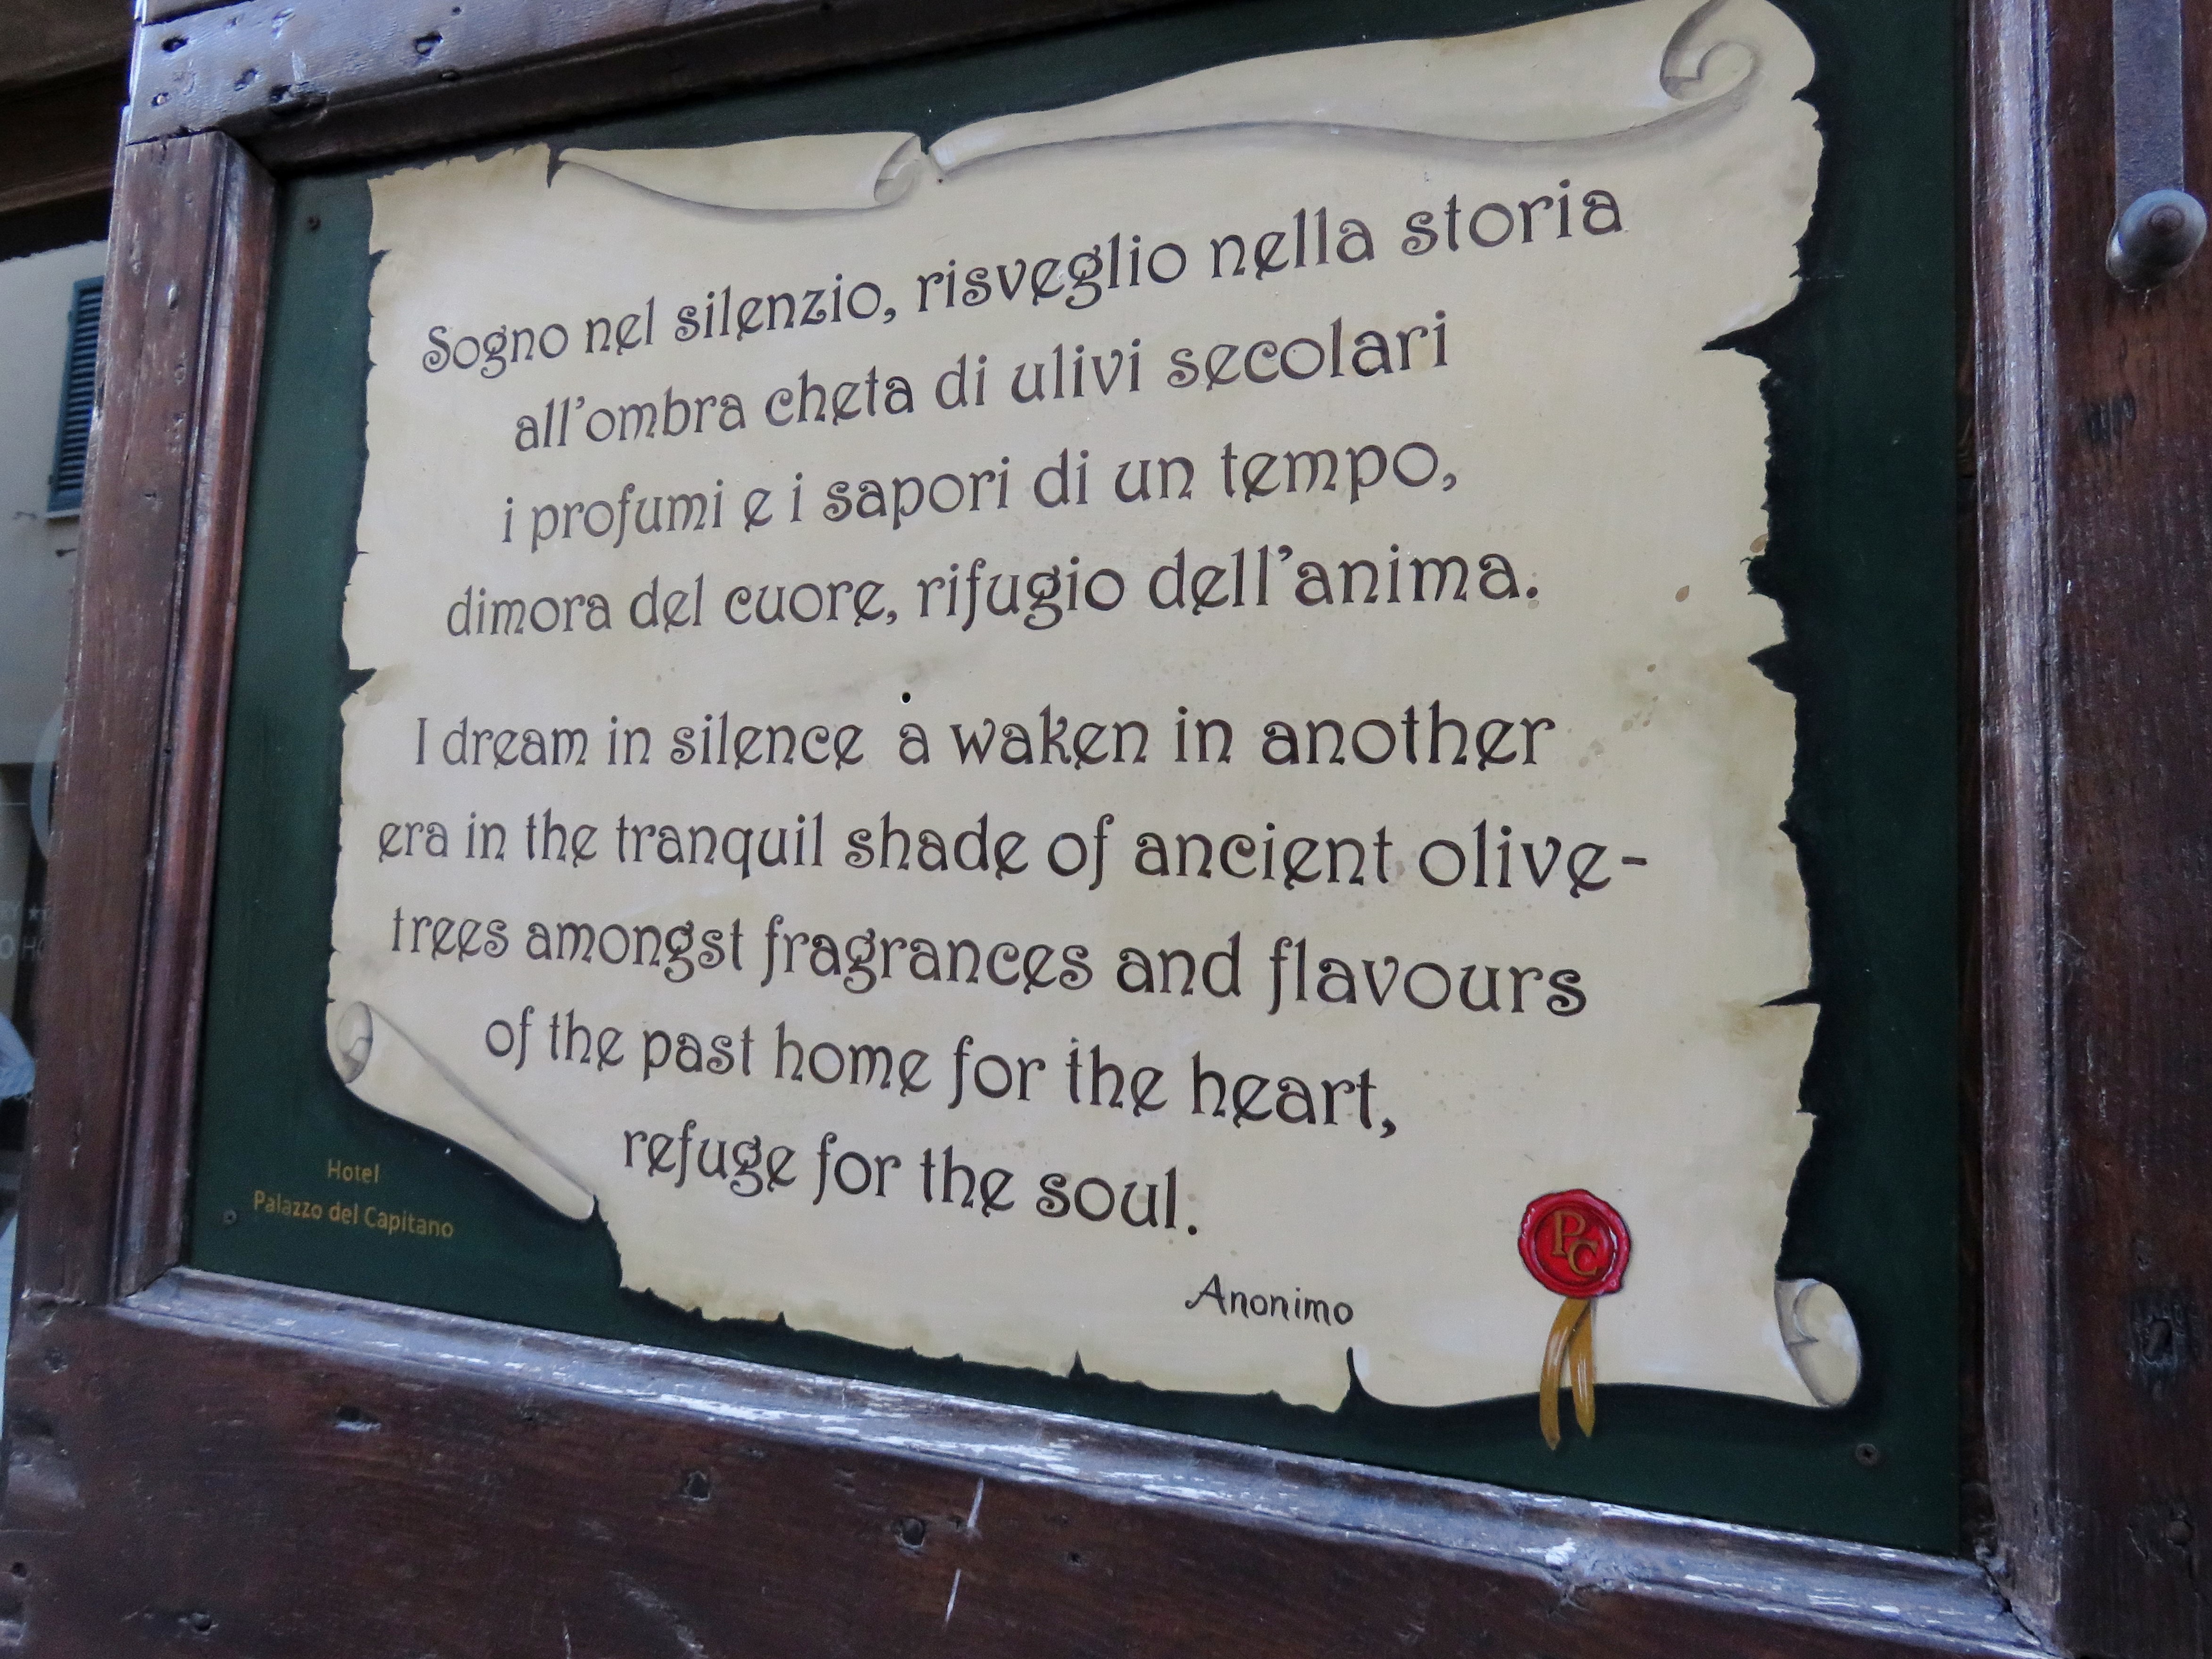 Sogno nel silenzio, risveglio nella storia
all'ombra cheta di ulivi secolari
i profumi e i sapori di un tempo,
dimora del cuore, rifugio dell'anima.
I dream in silence a waken in another
era in the tranquil shade of ancient olive-
trees amongst fragrances and flavours
of the past home for the heart,
refuge for the soul.
Anonimo
PC
Hotel
Palazzo del Capitano